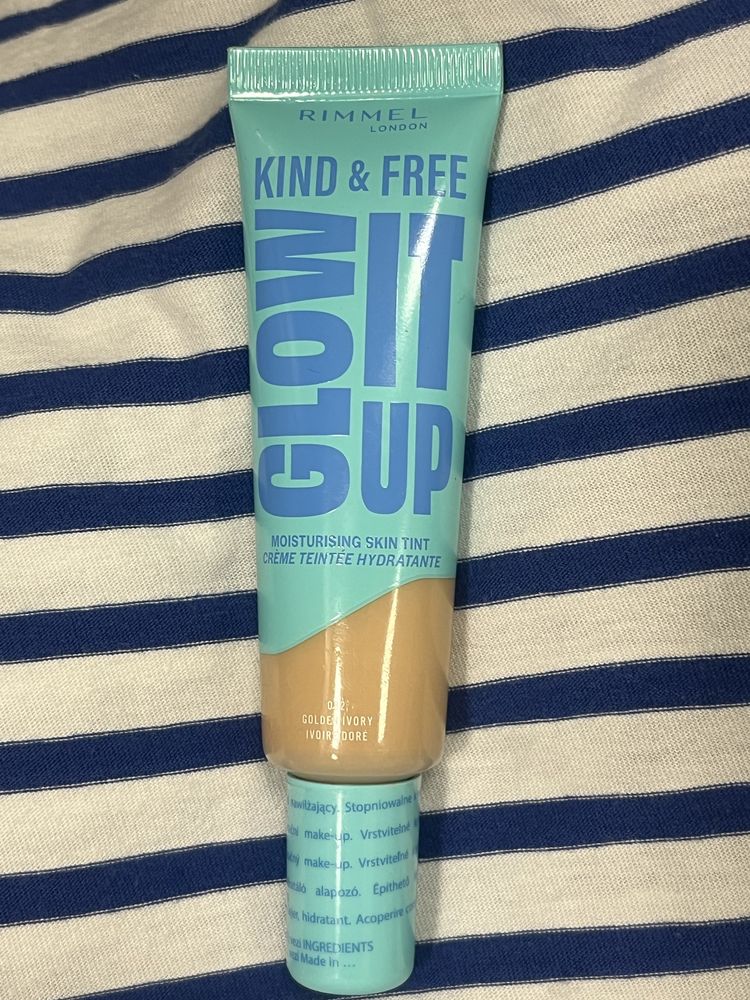 RIMMEL
LONDON
KIND & FREE
GLOW
IT
UP
MOISTURISING SKIN TINT
CRÈME TEINTÉE HYDRATANTE
GOLDEN IVORY
IVOIRE DORÉ
nawilżający. Stopniowalne
make-up. Vrstvitelné
make-up. Vrstviteľné
alapozó. Építhető
hidratant. Acoperire
INGREDIENTS
Made in ...